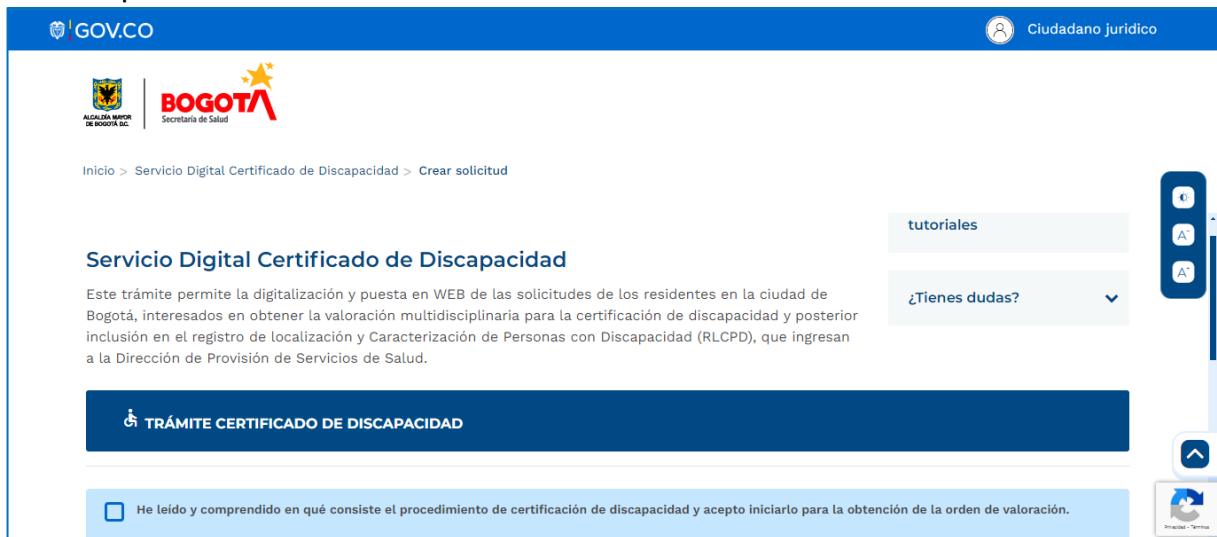 GOV.CO
Ciudadano juridico
ALCALDÍA MAYOR
DE BOGOTÁ D.C.
BOGOTÁ
Secretaría de Salud
Inicio > Servicio Digital Certificado de Discapacidad > Crear solicitud
tutoriales
Servicio Digital Certificado de Discapacidad
Este trámite permite la digitalización y puesta en WEB de las solicitudes de los residentes en la ciudad de
Bogotá, interesados en obtener la valoración multidisciplinaria para la certificación de discapacidad y posterior
inclusión en el registro de localización y Caracterización de Personas con Discapacidad (RLCPD), que ingresan
a la Dirección de Provisión de Servicios de Salud.
¿Tienes dudas?
A-
A-
TRÁMITE CERTIFICADO DE DISCAPACIDAD
He leído y comprendido en qué consiste el procedimiento de certificación de discapacidad y acepto iniciarlo para la obtención de la orden de valoración.
Privacidad - Términos